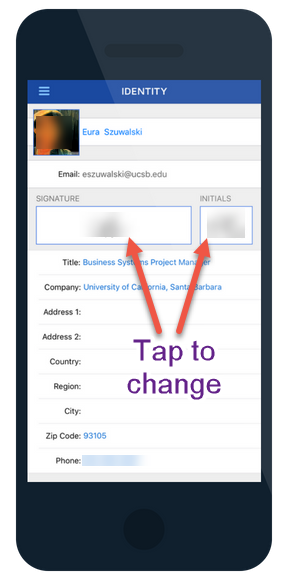 IDENTITY
Eura Szuwalski
Email: eszuwalski@ucsb.edu
SIGNATURE INITIALS
Title: Business Systems Project Manager
Company: University of California, Santa Barbara
Address 1:
Address 2:
Country:
Tap to
Region:
change
City:
Zip Code: 93105
Phone: